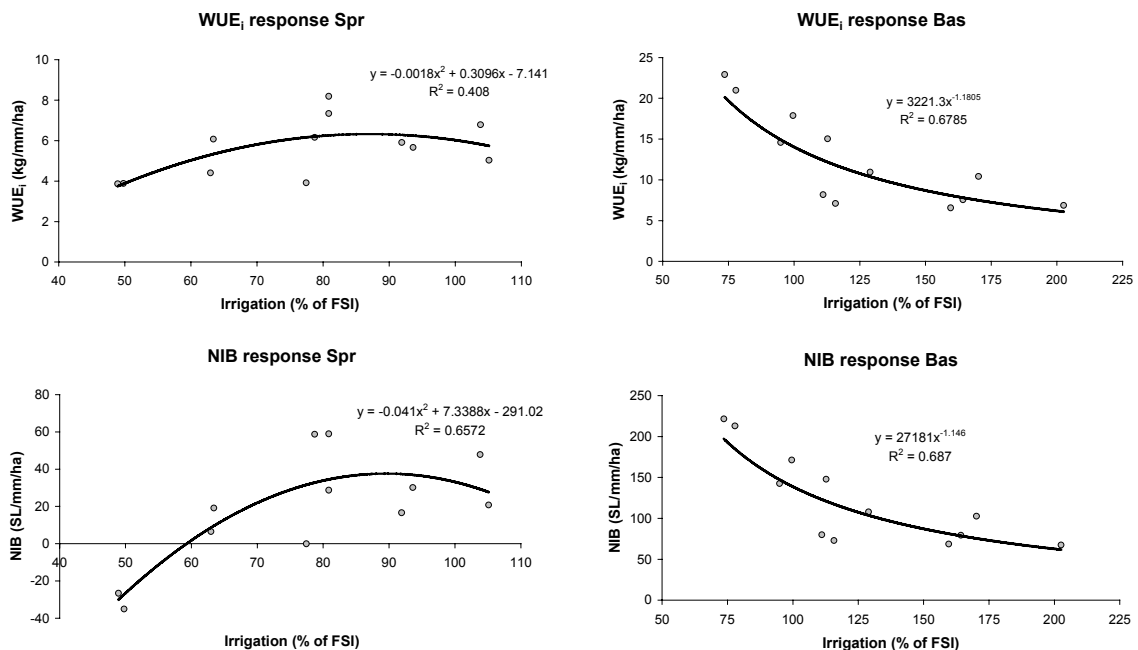 WUEi response Spr
10
8
6
4
2
0
WUEi (kg/mm/ha)
y = -0.0018x2 + 0.3096x - 7.141
R2 = 0.408
40 50 60 70 80 90 100 110
Irrigation (% of FSI)
WUEi response Bas
25
20
15
10
5
0
WUEi (kg/mm/ha)
y = 3221.3x-1.1805
R2 = 0.6785
50 75 100 125 150 175 200 225
Irrigation (% of FSI)
NIB response Spr
80
60
40
20
0
-20
-40
NIB (SL/mm/ha)
y = -0.041x2 + 7.3388x - 291.02
R2 = 0.6572
40 50 60 70 80 90 100 110
Irrigation (% of FSI)
NIB response Bas
250
200
150
100
50
0
NIB (SL/mm/ha)
y = 27181x-1.146
R2 = 0.687
50 75 100 125 150 175 200 225
Irrigation (% of FSI)